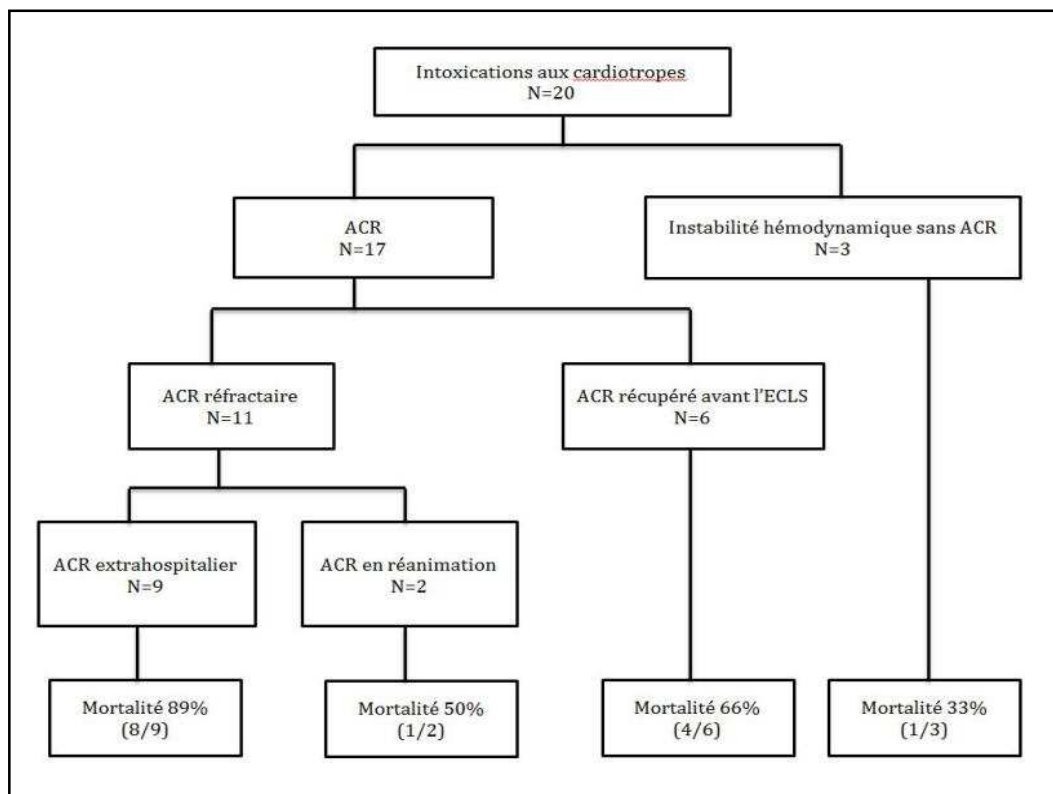 Intoxications aux cardiotropes
N=20
ACR
N=17
Instabilité hémodynamique sans ACR
N=3
ACR réfractaire
N=11
ACR récupéré avant l'ECLS
N=6
ACR extrahospitalier
N=9
ACR en réanimation
N=2
Mortalité 89%
(8/9)
Mortalité 50%
(1/2)
Mortalité 66%
(4/6)
Mortalité 33%
(1/3)